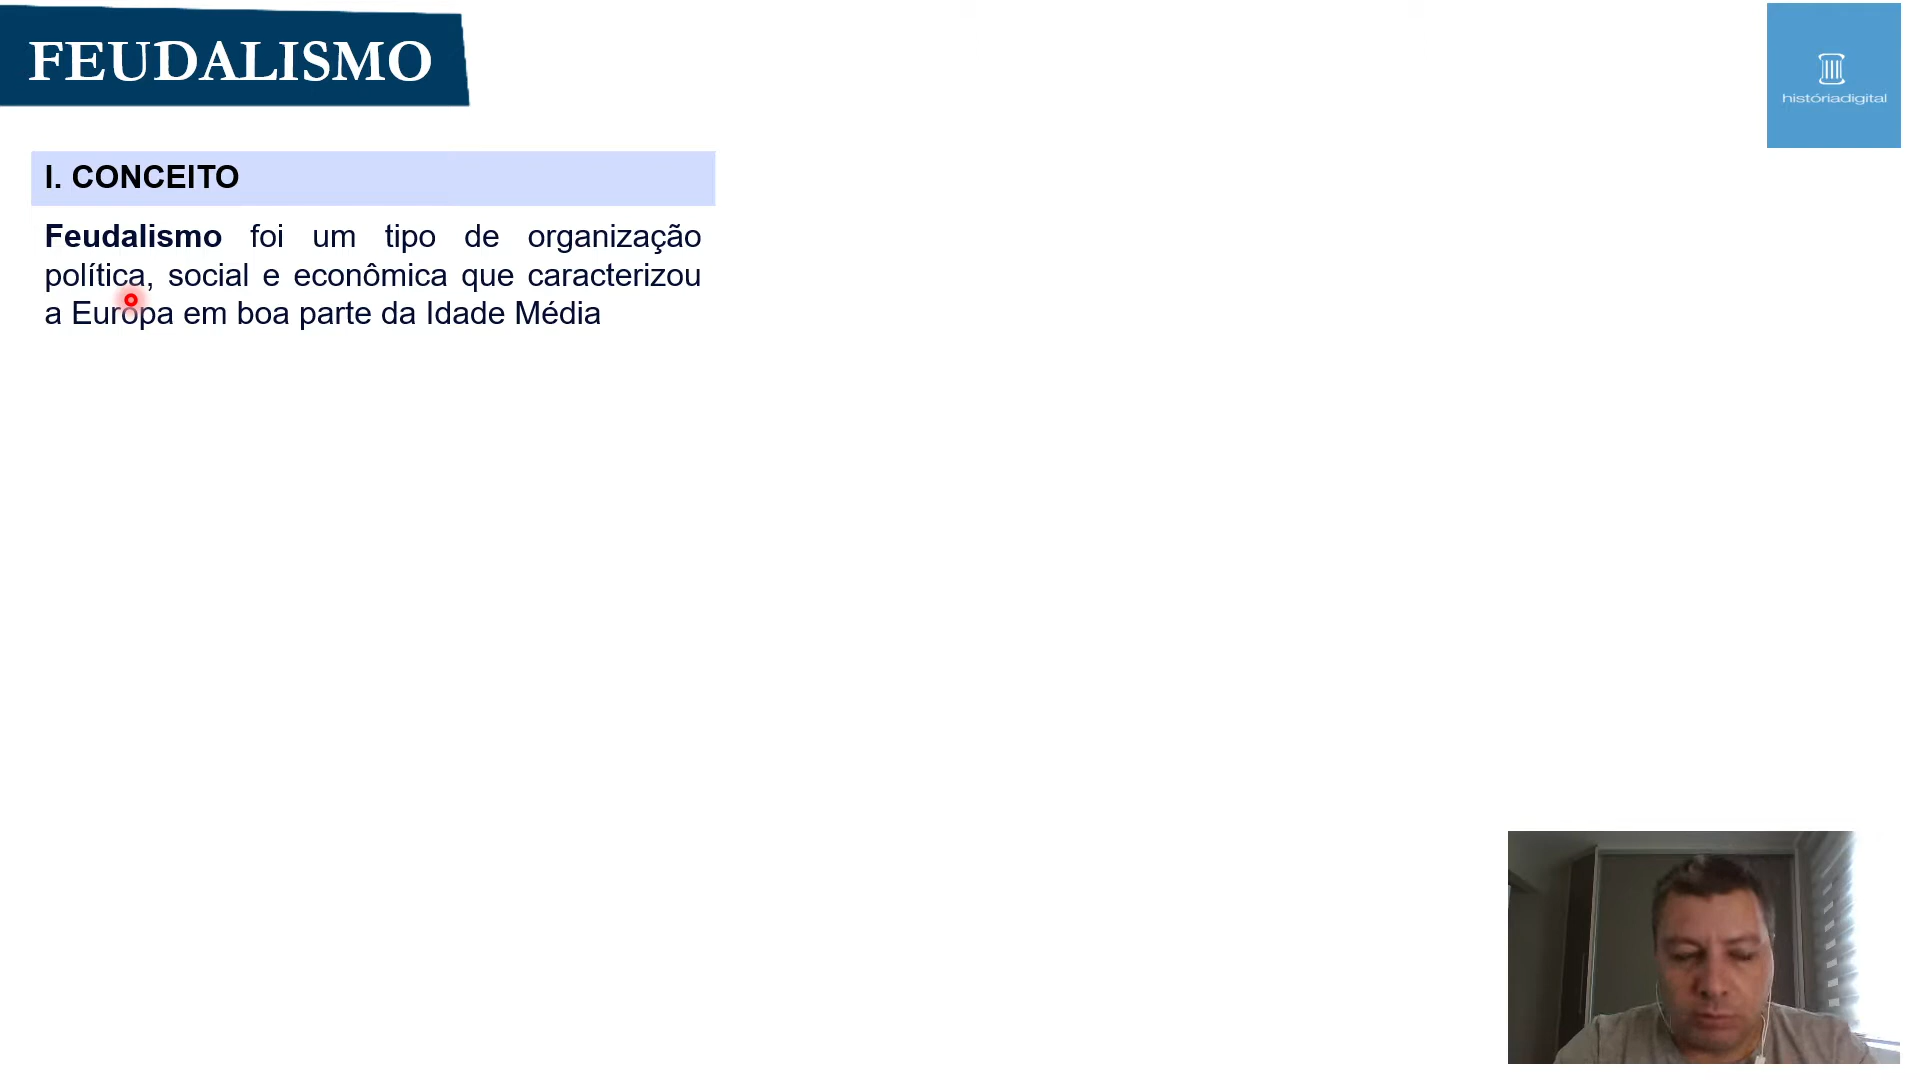 FEUDALISMO
históriadigital
I. CONCEITO
Feudalismo foi um tipo de organização
política, social e econômica que caracterizou
a Europa em boa parte da Idade Média